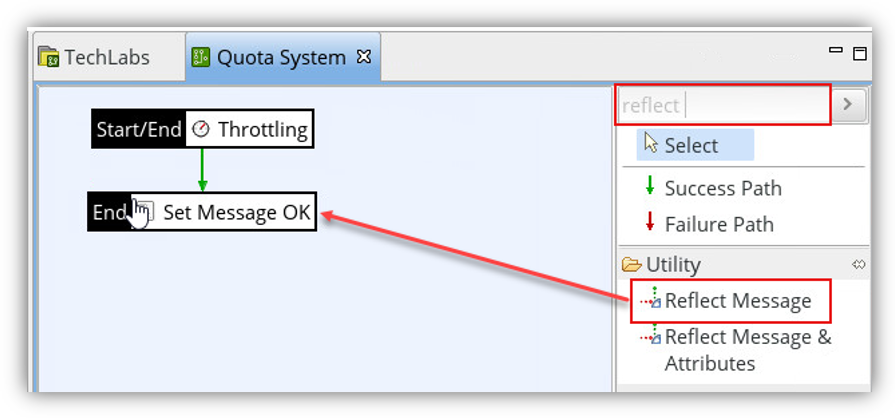 TechLabs
Quota System
reflect
Start/End Throttling
Select
Success Path
End Set Message OK
Failure Path
Utility
Reflect Message
Reflect Message &
Attributes